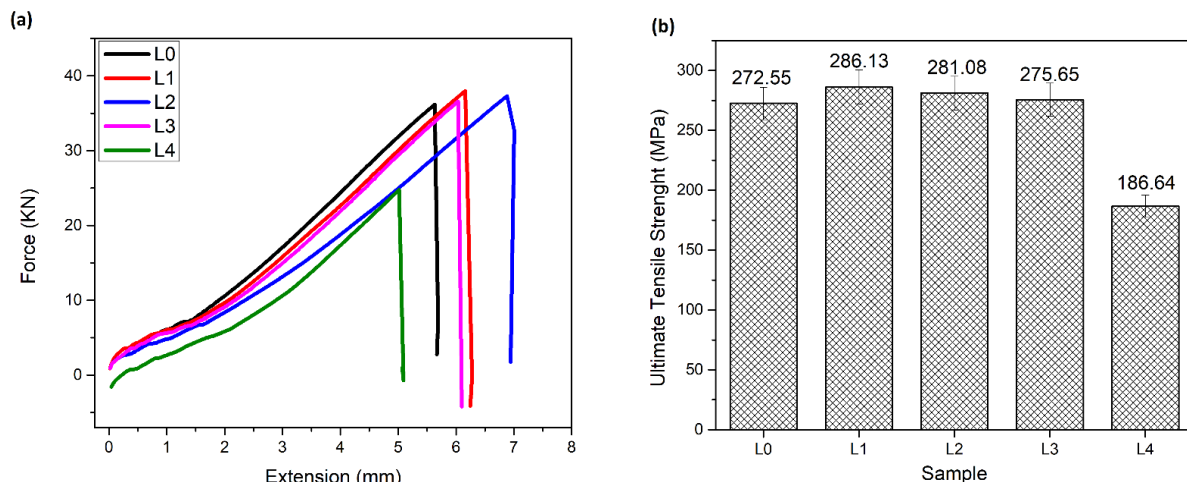 (a)
L0
L1
L2
L3
L4
40
30
20
10
0
Force (KN)
0 1 2 3 4 5 6 7 8
Extension (mm)
(b)
272.55 286.13 281.08 275.65 186.64
300
250
200
150
100
50
0
Ultimate Tensile Strenght (MPa)
L0 L1 L2 L3 L4
Sample